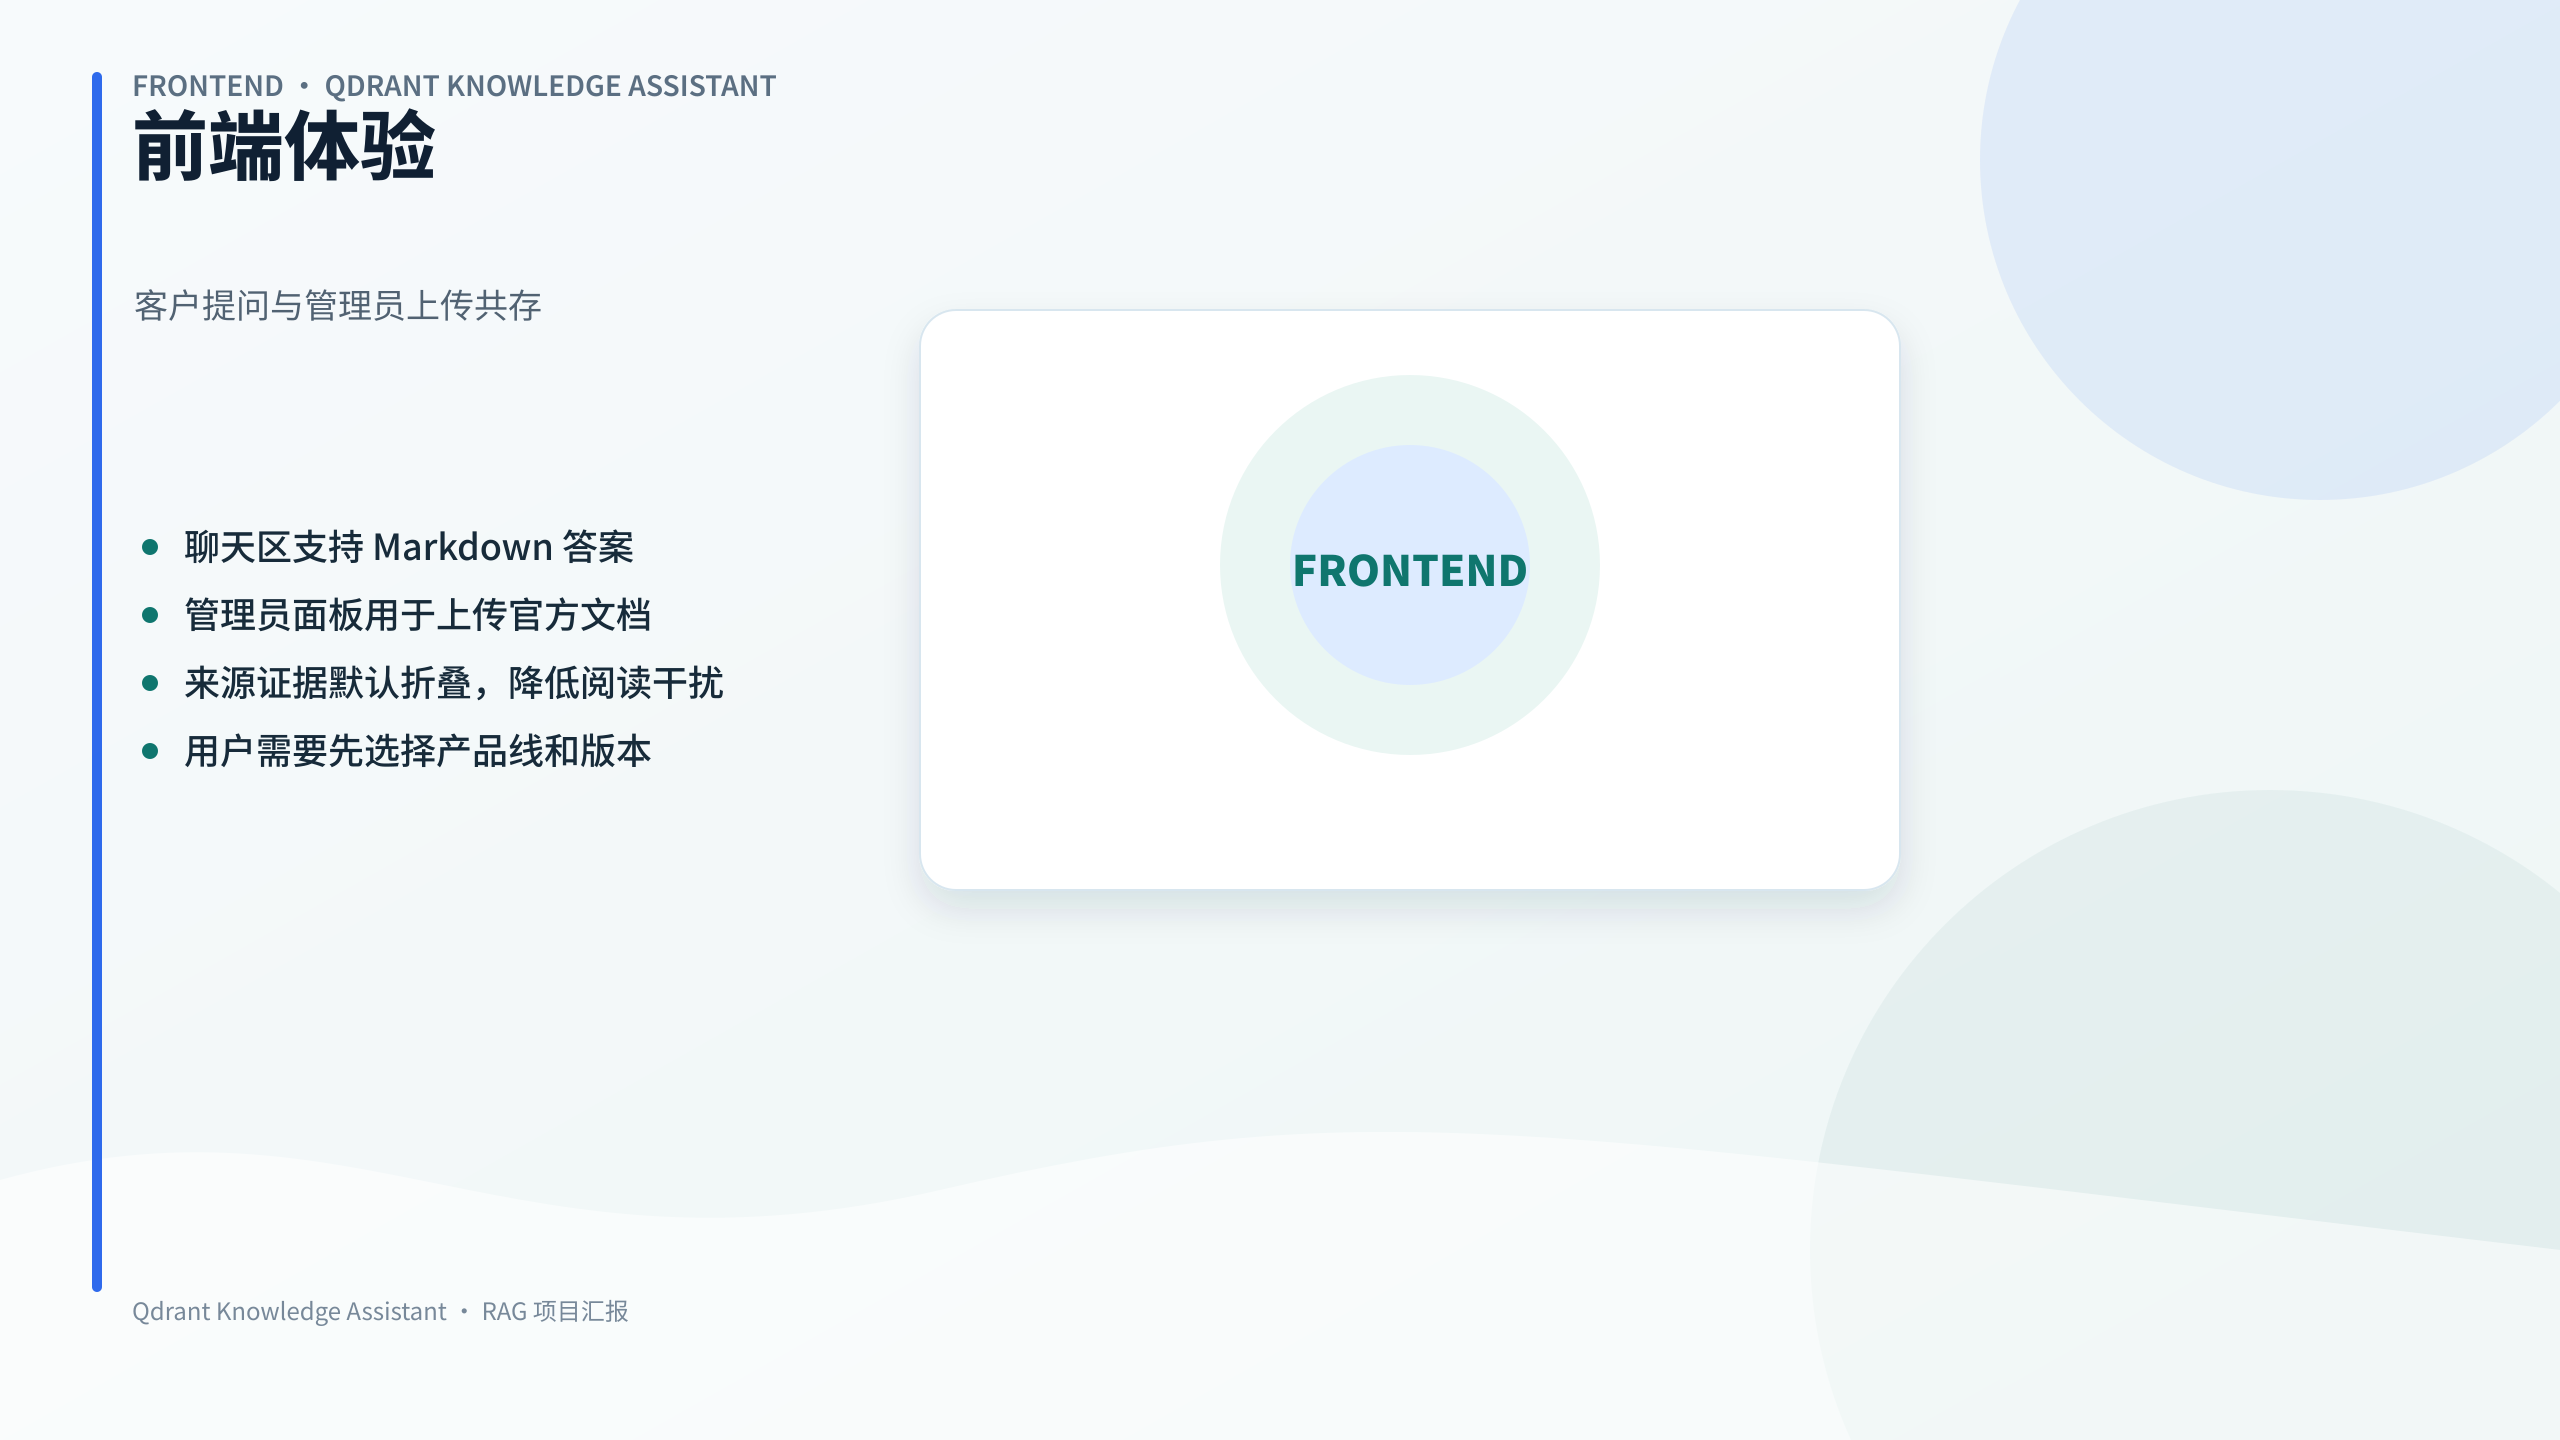 FRONTEND · QDRANT KNOWLEDGE ASSISTANT
前端体验
客户提问与管理员上传共存
聊天区支持 Markdown 答案
管理员面板用于上传官方文档
来源证据默认折叠，降低阅读干扰
用户需要先选择产品线和版本
FRONTEND
Qdrant Knowledge Assistant · RAG 项目汇报